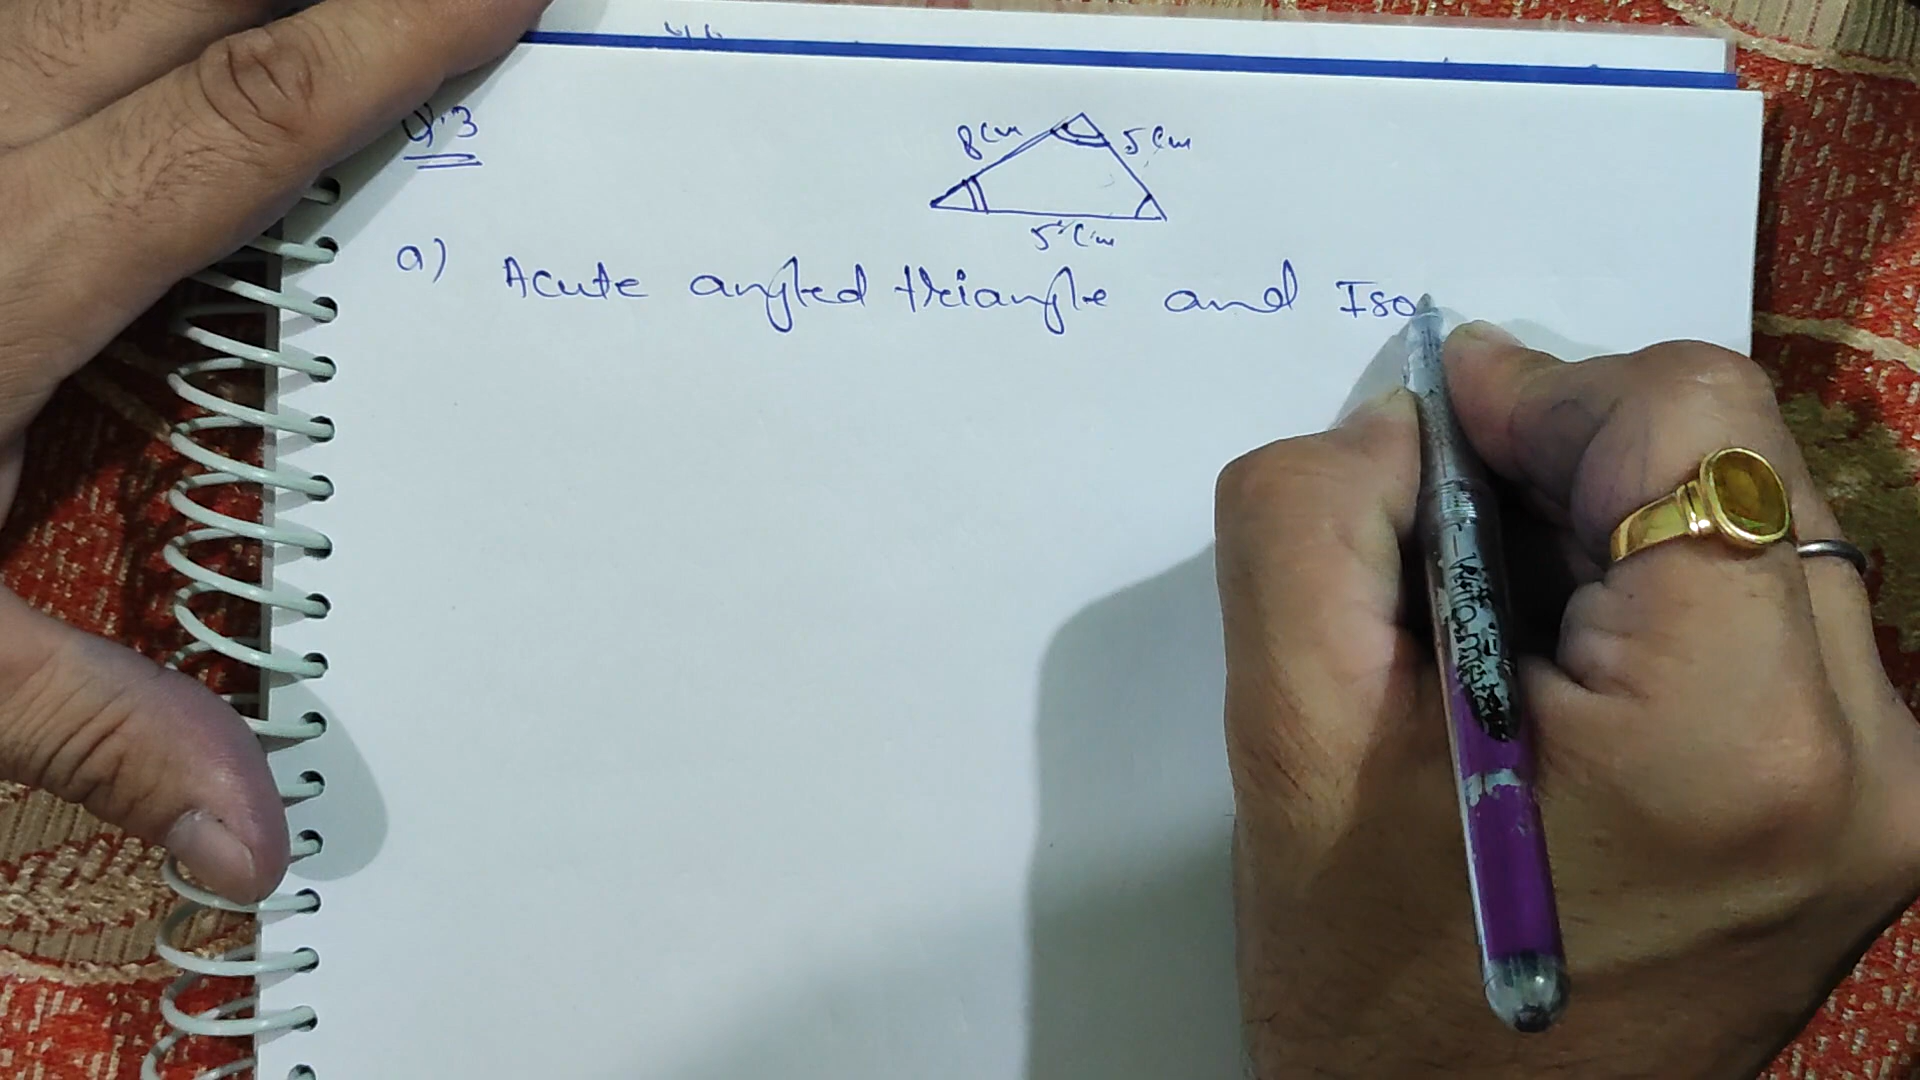 Q.3
8cm 5cm
5cm
a) Acute angled triangle and Iso